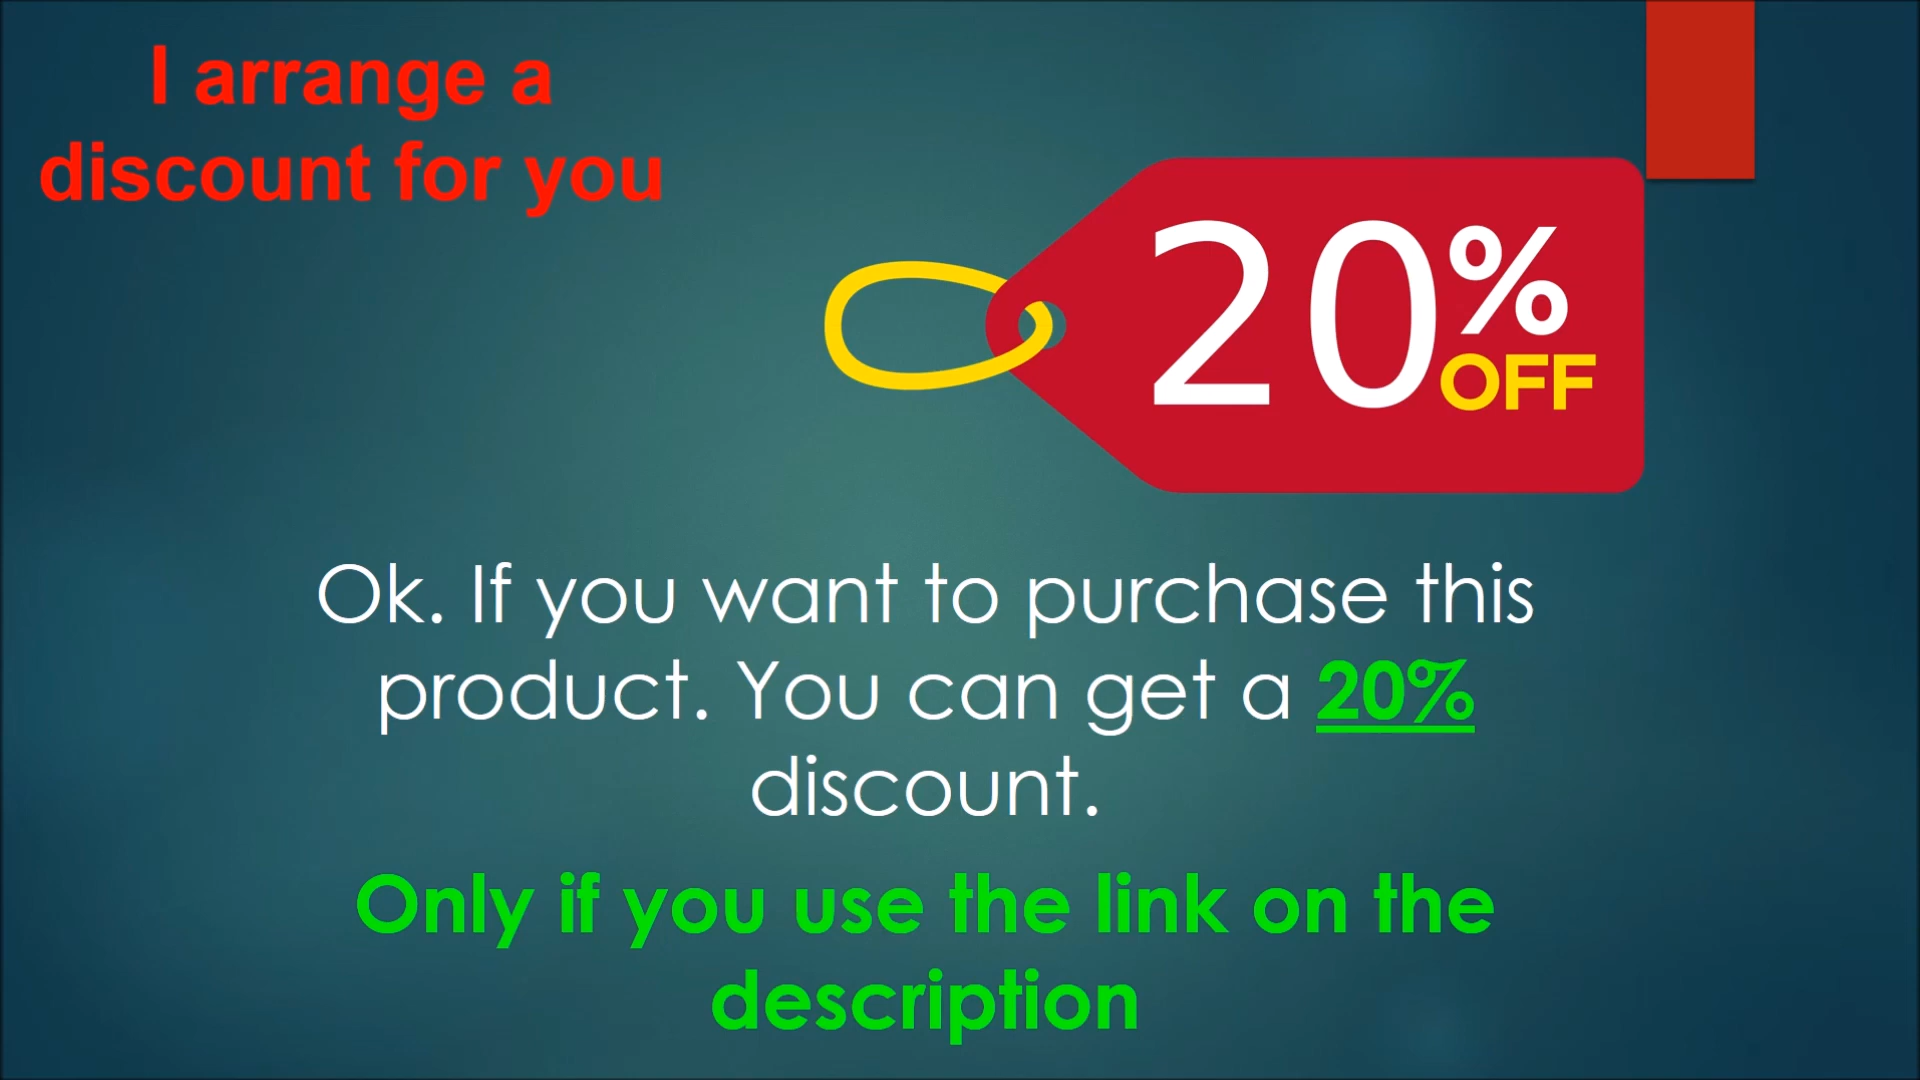 I arrange a
discount for you
20%
OFF
Ok. If you want to purchase this
product. You can get a 20%
discount.
Only if you use the link on the
description